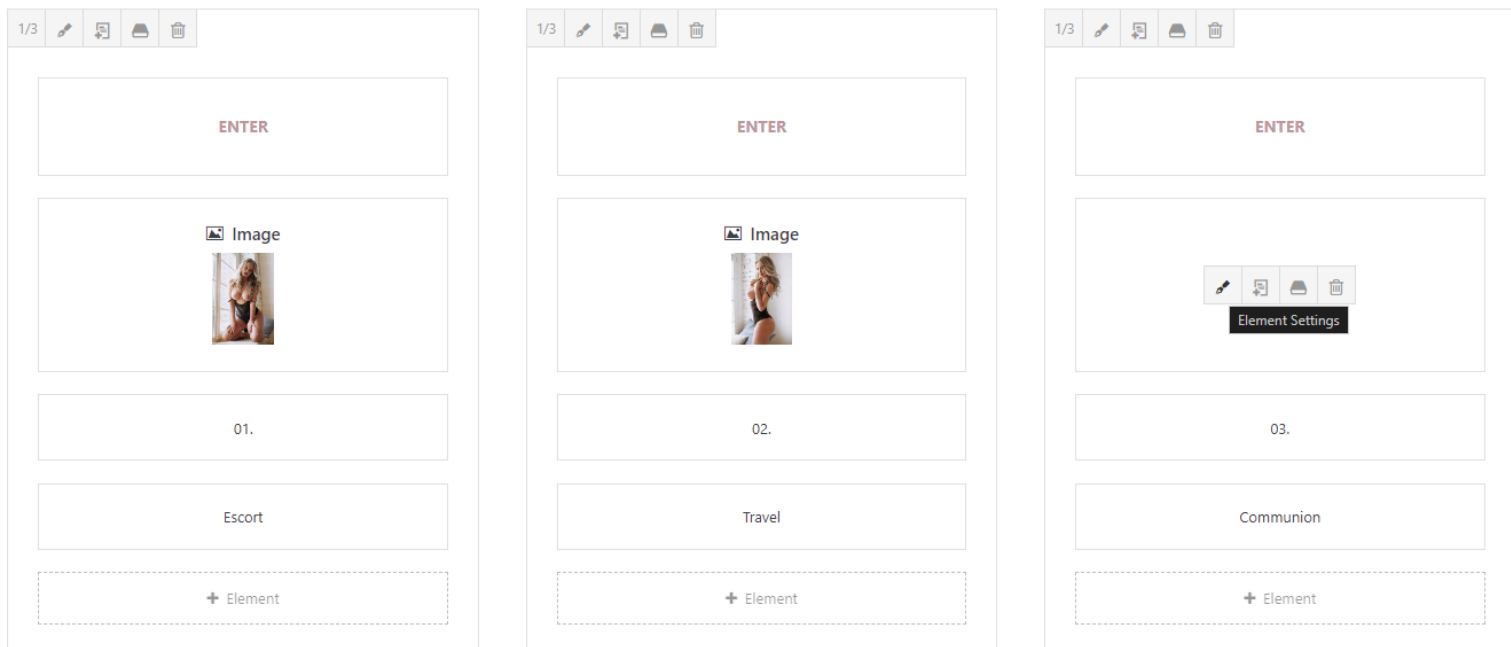 1/3
ENTER
Image
01.
Escort
+ Element
1/3
ENTER
Image
02.
Travel
+ Element
1/3
ENTER
Element Settings
03.
Communion
+ Element